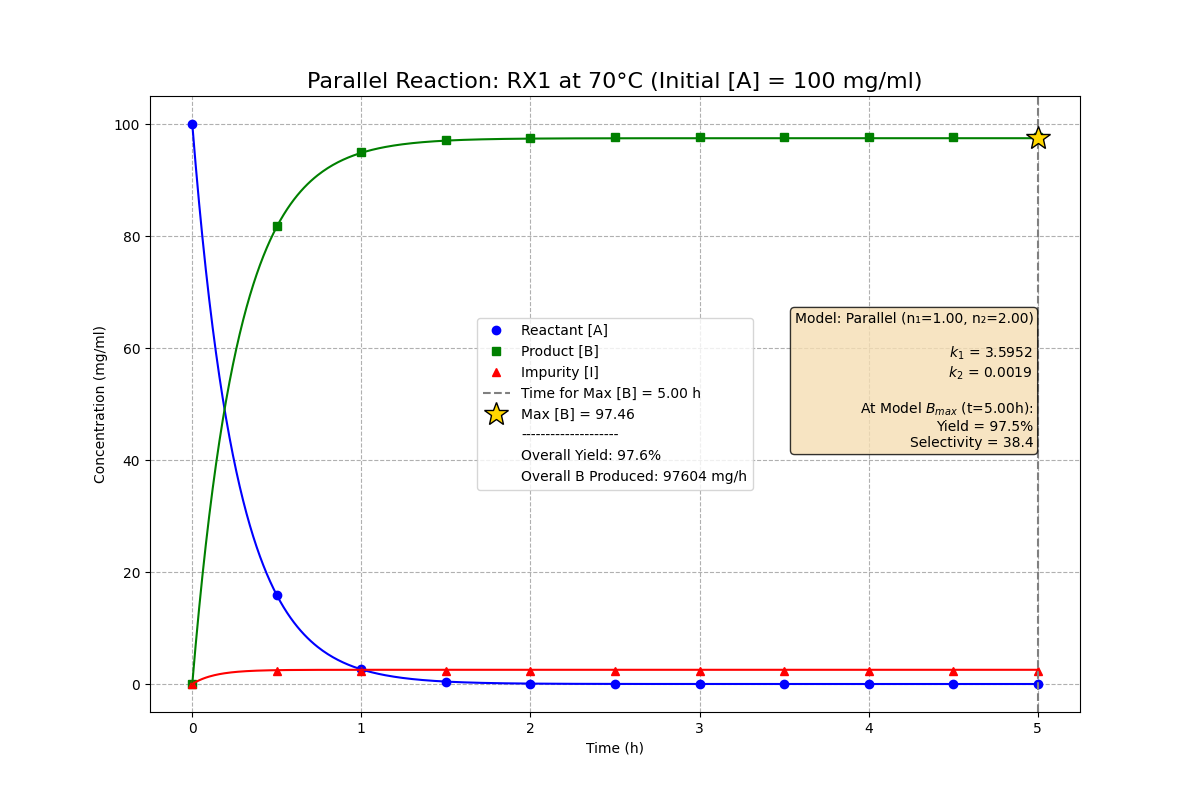 Parallel Reaction: RX1 at 70°C (Initial [A] = 100 mg/ml)
Concentration (mg/ml)
100
80
60
40
20
0
Reactant [A]
Product [B]
Impurity [I]
Time for Max [B] = 5.00 h
Max [B] = 97.46
--------------------
Overall Yield: 97.6%
Overall B Produced: 97604 mg/h
Model: Parallel (n₁=1.00, n₂=2.00)
k₁ = 3.5952
k₂ = 0.0019
At Model Bmax (t=5.00h):
Yield = 97.5%
Selectivity = 38.4
0 1 2 3 4 5
Time (h)